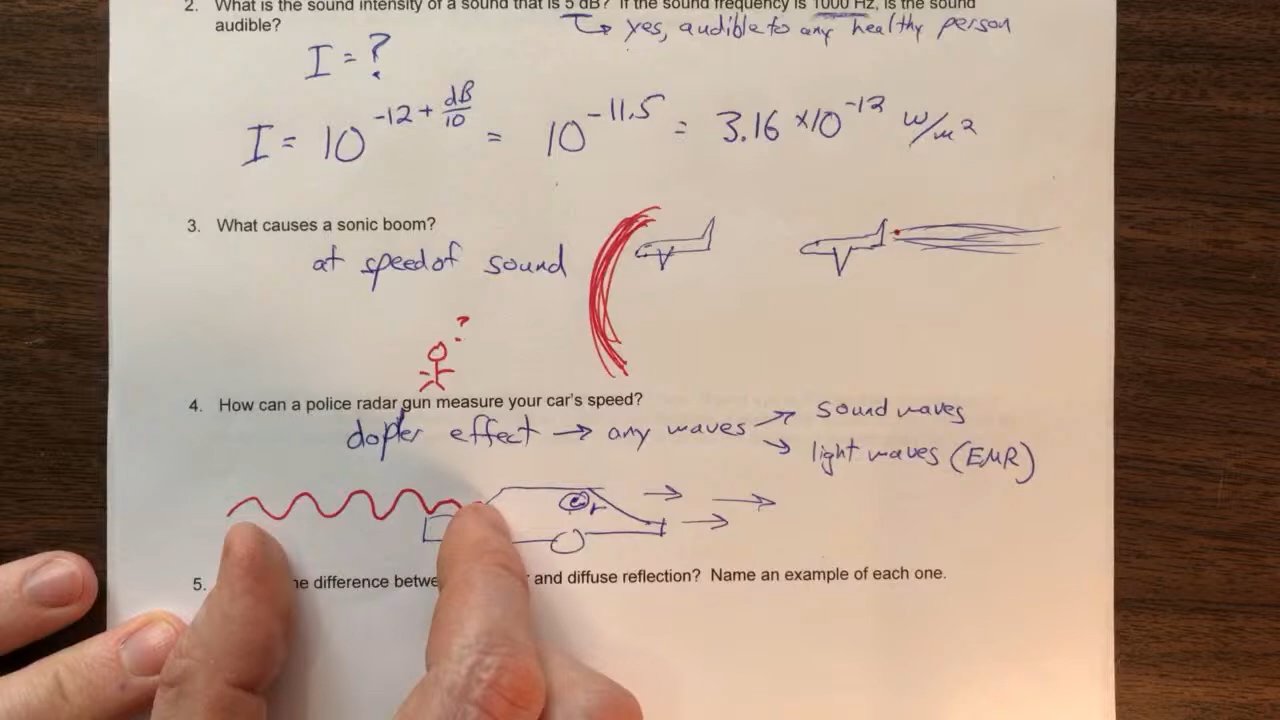 2. What is the sound intensity of a sound that is 5 dB? If the sound frequency is 1000 Hz, is the sound
audible?
yes, audible to any healthy person
I = ?
I = 10^-12 + dB/10 = 10^-11.5 = 3.16 x10^-12 w/m^2
3. What causes a sonic boom?
at speed of sound
?
4. How can a police radar gun measure your car's speed?
dopler effect → any waves → sound waves
→ light waves (EMR)
5. he difference betwe and diffuse reflection? Name an example of each one.